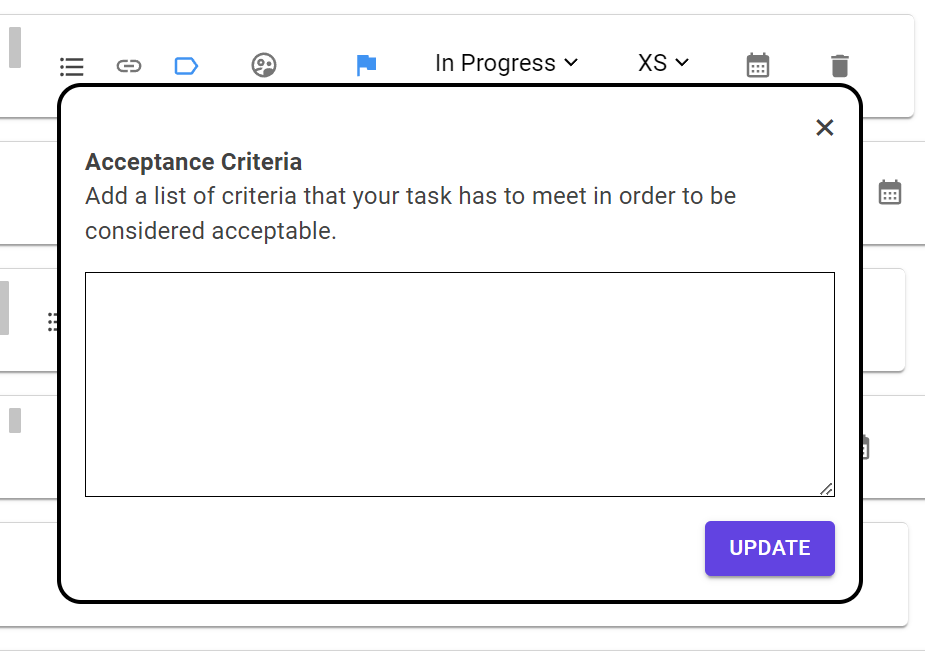 In Progress XS
Acceptance Criteria
Add a list of criteria that your task has to meet in order to be
considered acceptable.
UPDATE